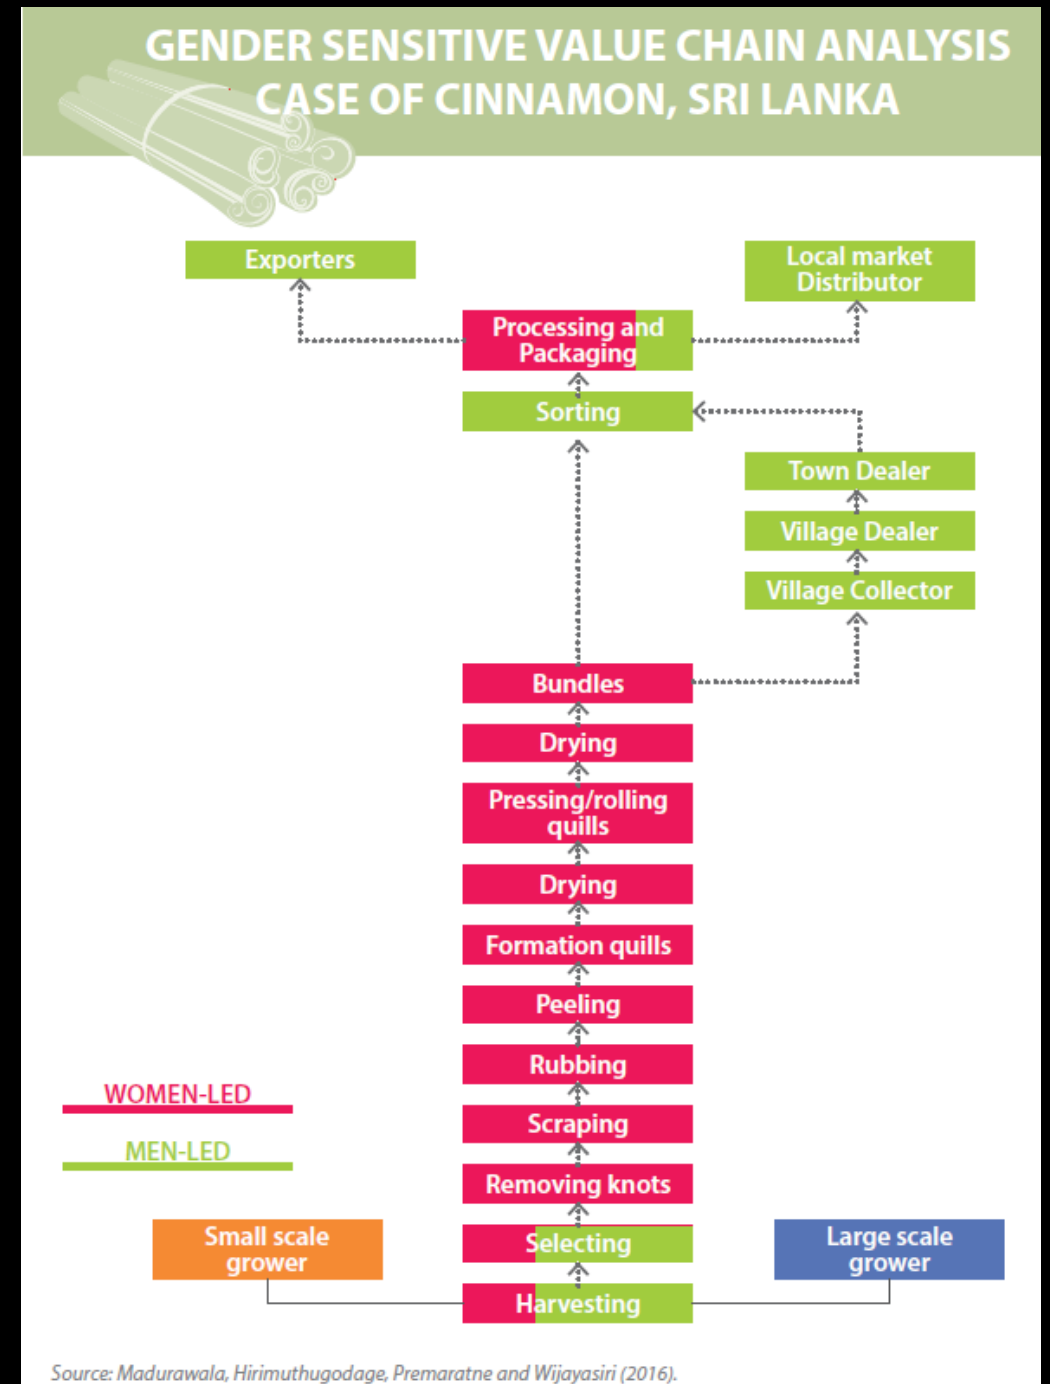 GENDER SENSITIVE VALUE CHAIN ANALYSIS
CASE OF CINNAMON, SRI LANKA
Exporters
Local market
Distributor
Processing and
Packaging
Sorting
Town Dealer
Village Dealer
Village Collector
Bundles
Drying
Pressing/rolling
quills
Drying
Formation quills
Peeling
Rubbing
Scraping
Removing knots
Selecting
Harvesting
WOMEN-LED
MEN-LED
Small scale
grower
Large scale
grower
Source: Madurawala, Hirimuthugodage, Premaratne and Wijayasiri (2016).